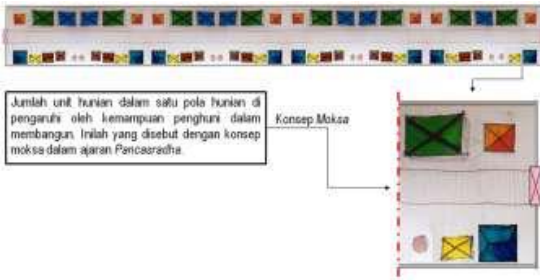 Jumlah unit hunian dalam satu pola hunian di
pengaruhi oleh kemampuan penghuni dalam
membangun. Inilah yang disebut dengan konsep
moksa dalam ajaran Pancasradha.
Konsep Moksa